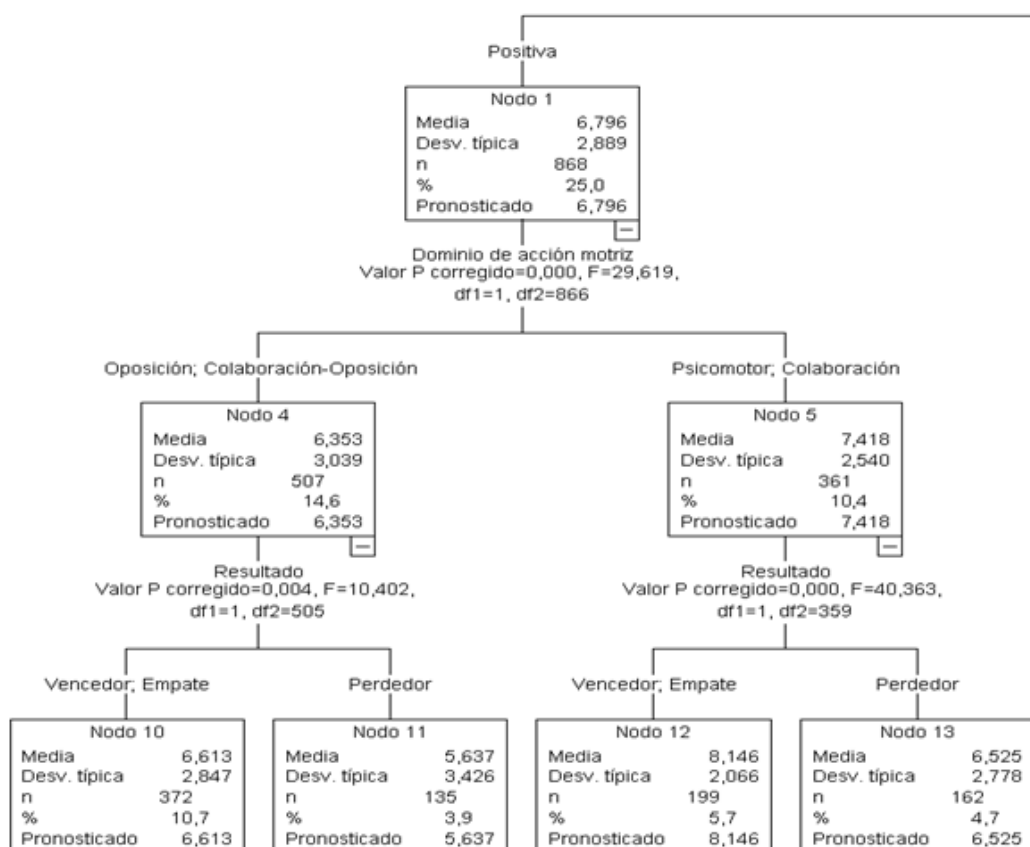 Positiva
Nodo 1
Media 6,796
Desv. típica 2,889
n 868
% 25,0
Pronosticado 6,796
Dominio de acción motriz
Valor P corregido=0,000, F=29,619,
df1=1, df2=866
Oposición; Colaboración-Oposición
Nodo 4
Media 6,353
Desv. típica 3,039
n 507
% 14,6
Pronosticado 6,353
Psicomotor; Colaboración
Nodo 5
Media 7,418
Desv. típica 2,540
n 361
% 10,4
Pronosticado 7,418
Resultado
Valor P corregido=0,004, F=10,402,
df1=1, df2=505
Resultado
Valor P corregido=0,000, F=40,363,
df1=1, df2=359
Vencedor; Empate
Nodo 10
Media 6,613
Desv. típica 2,847
n 372
% 10,7
Pronosticado 6,613
Perdedor
Nodo 11
Media 5,637
Desv. típica 3,426
n 135
% 3,9
Pronosticado 5,637
Vencedor; Empate
Nodo 12
Media 8,146
Desv. típica 2,066
n 199
% 5,7
Pronosticado 8,146
Perdedor
Nodo 13
Media 6,525
Desv. típica 2,778
n 162
% 4,7
Pronosticado 6,525